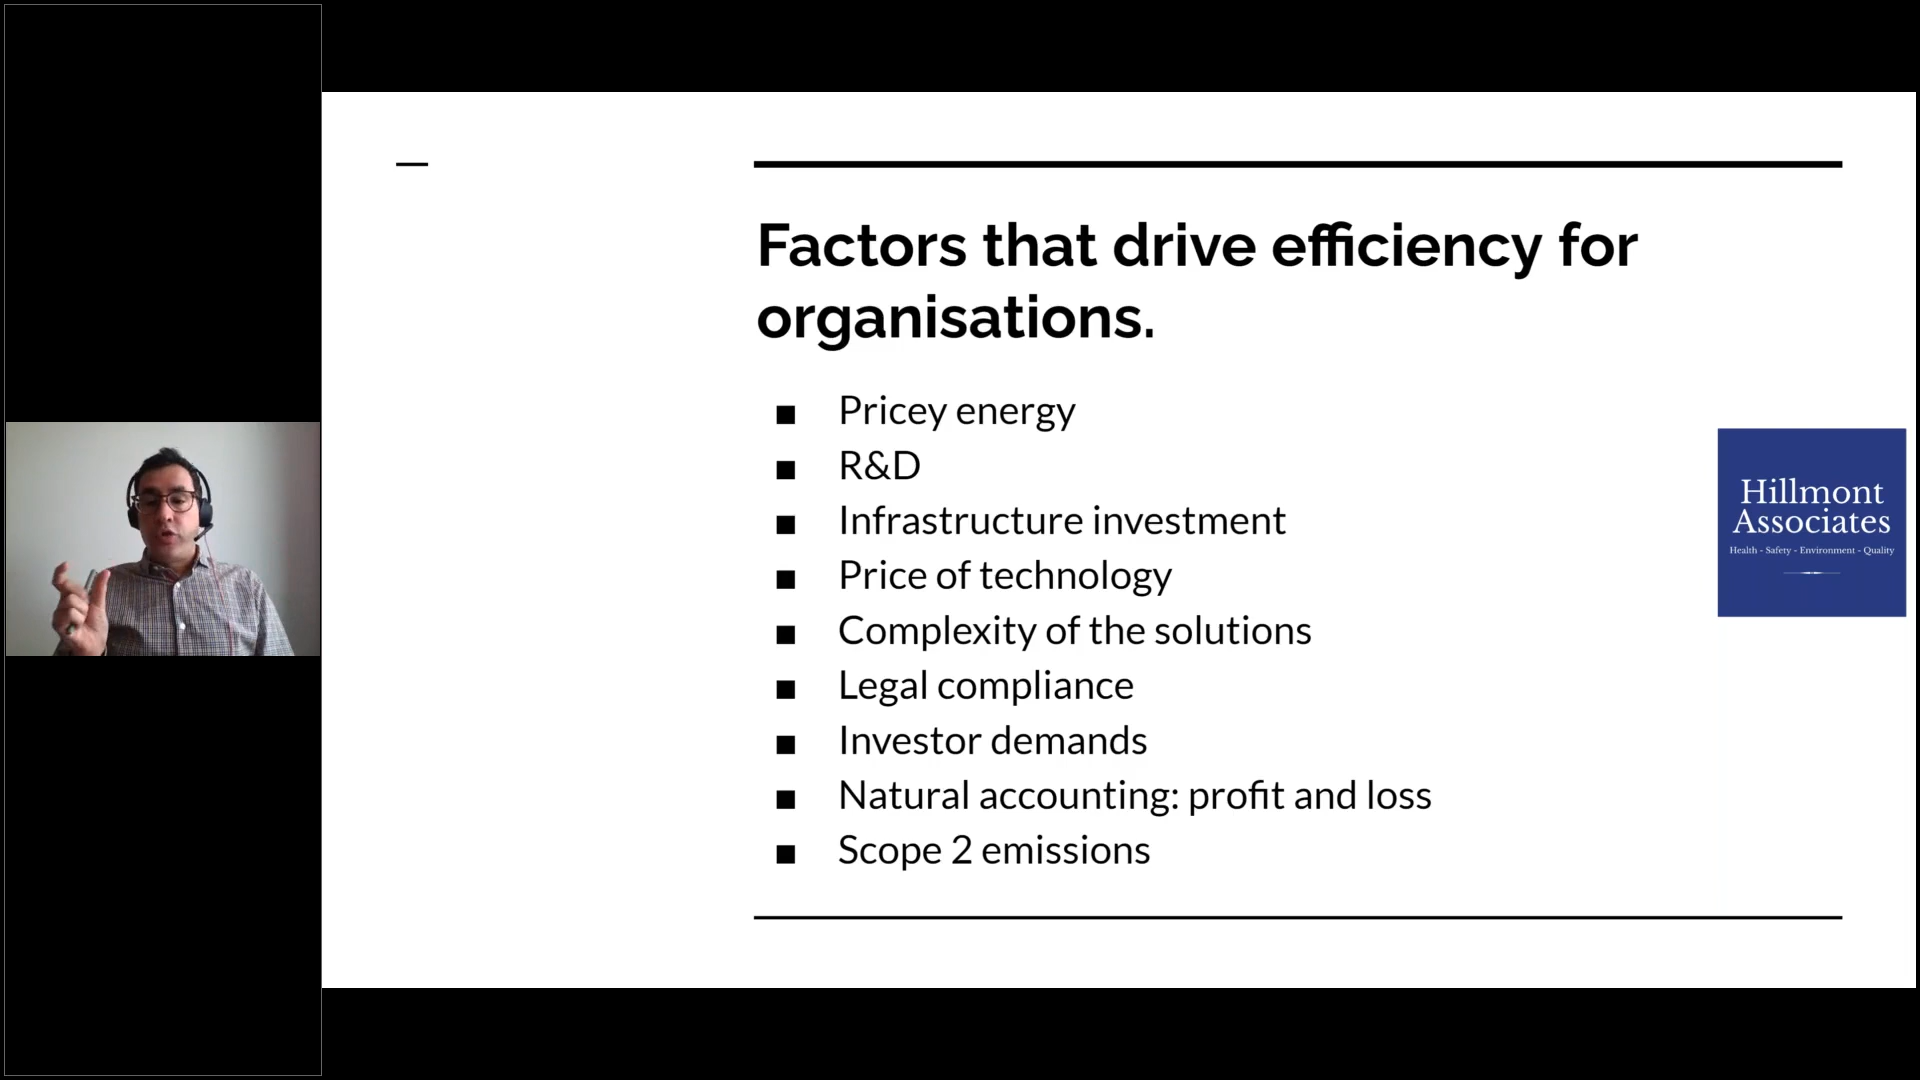 Factors that drive efficiency for
organisations.
■ Pricey energy
■ R&D
■ Infrastructure investment
■ Price of technology
■ Complexity of the solutions
■ Legal compliance
■ Investor demands
■ Natural accounting: profit and loss
■ Scope 2 emissions
Hillmont
Associates
Health - Safety - Environment - Quality